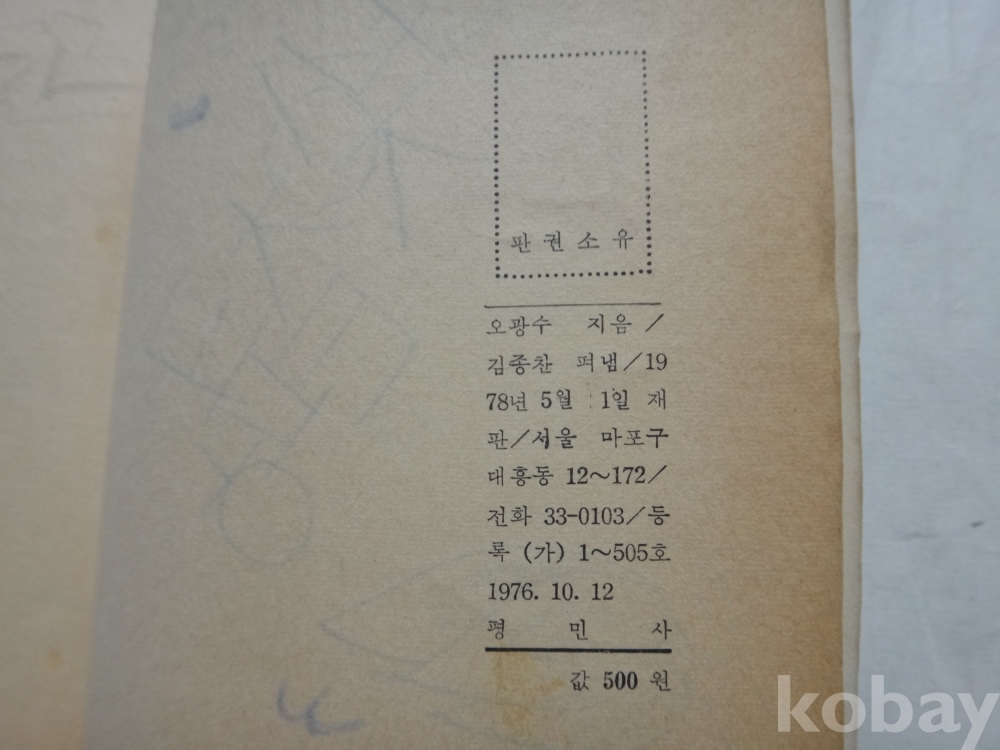 판권소유
오광수 지음/
김종찬 펴냄/19
78년 5월 1일 재
판/서울 마포구
대흥동 12~172/
전화 33-0103/등
록(가) 1~505호
1976. 10. 12
평 민 사
값 500 원
kobay